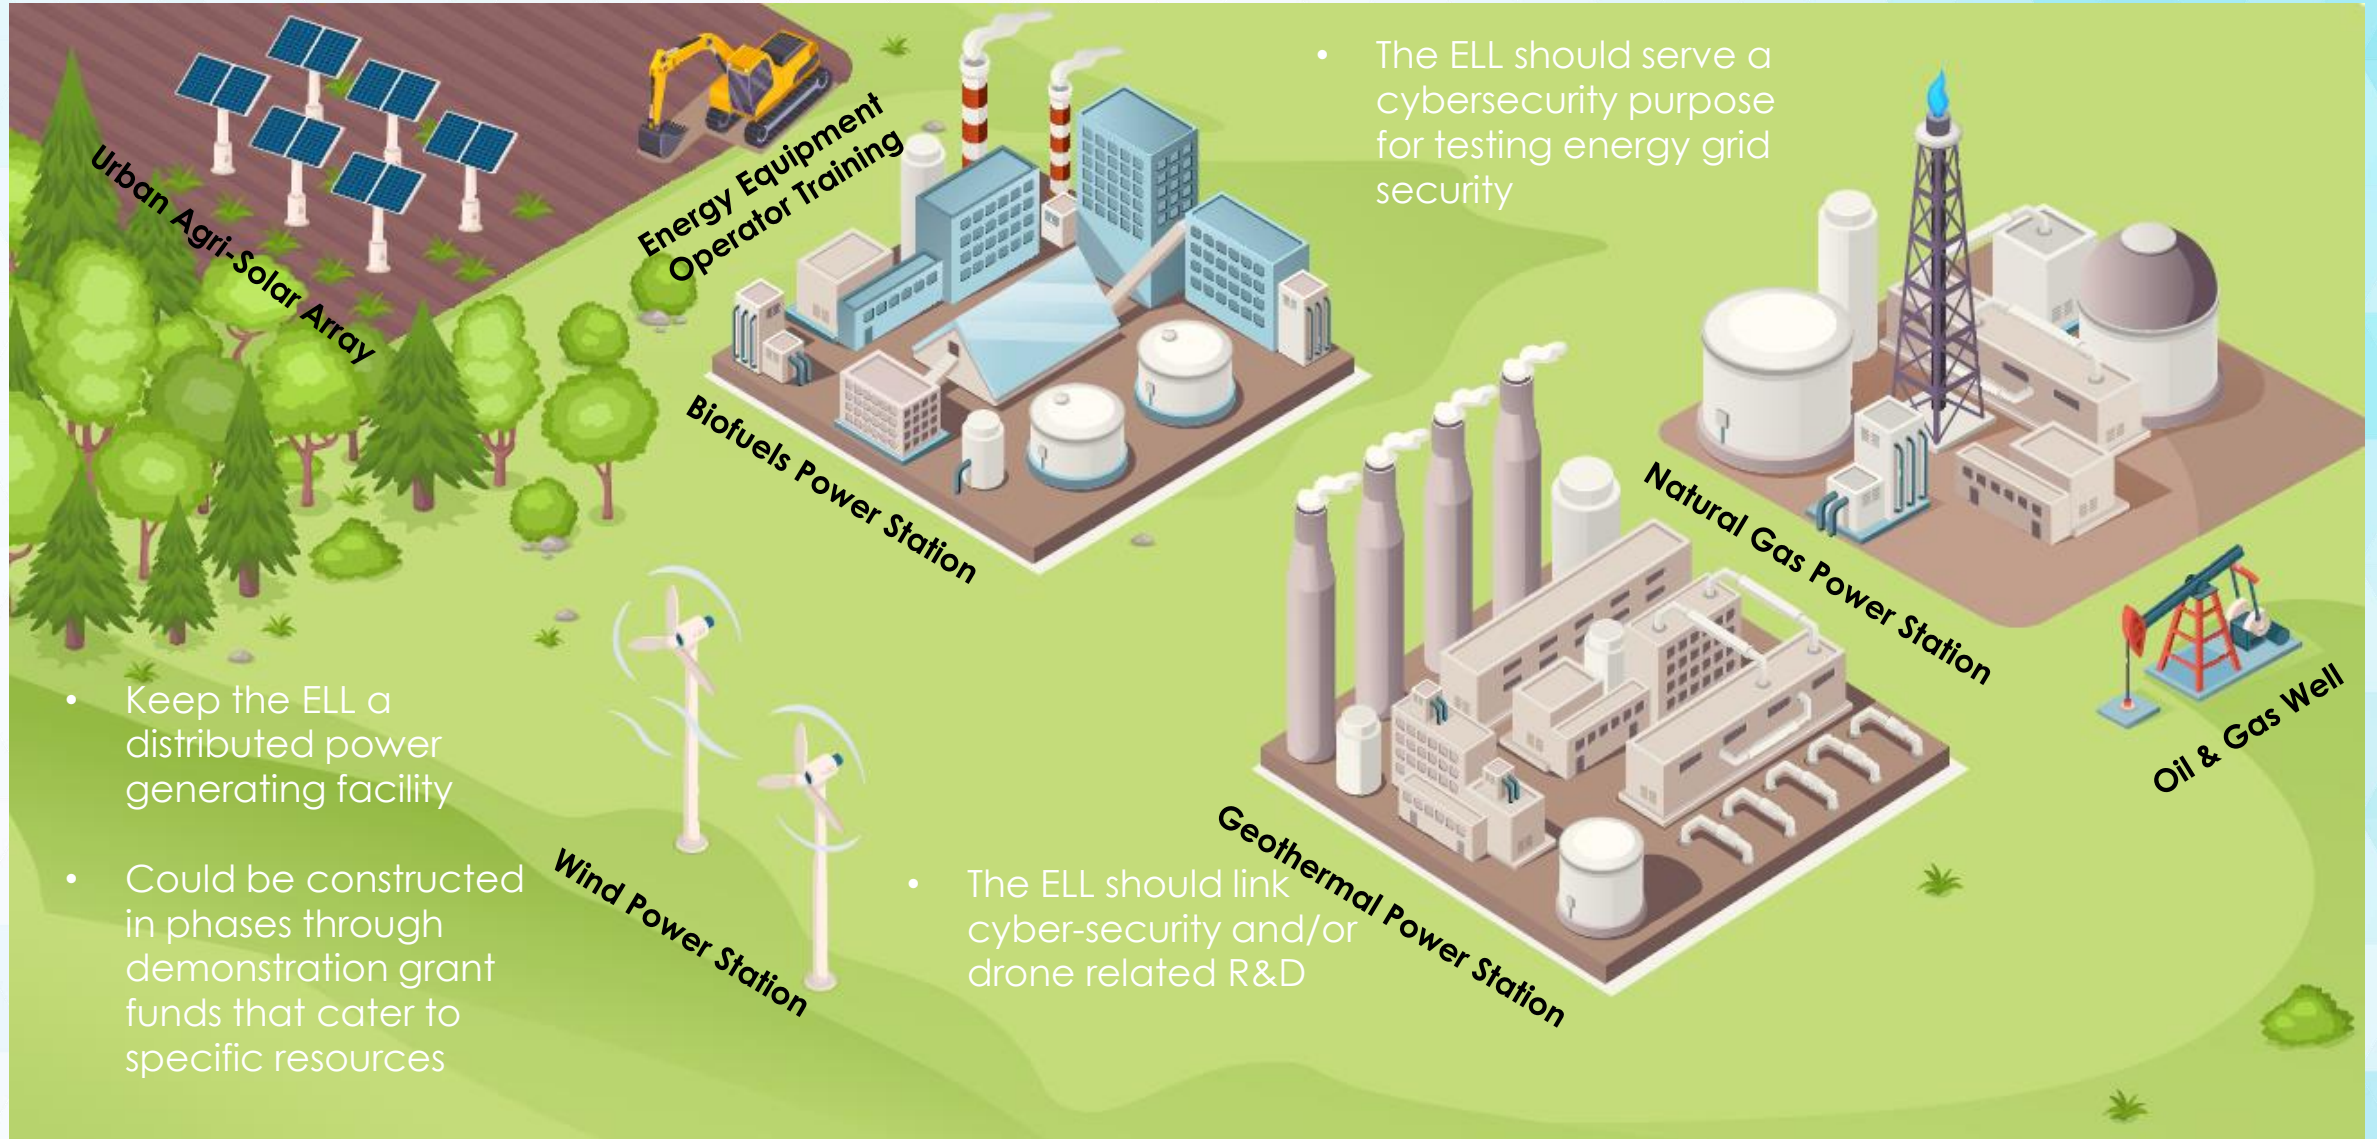 • The ELL should serve a
cybersecurity purpose
for testing energy grid
security
Energy Equipment
Operator Training
Urban Agri-Solar Array
Biofuels Power Station
Natural Gas Power Station
Oil & Gas Well
• Keep the ELL a
distributed power
generating facility
• Could be constructed
in phases through
demonstration grant
funds that cater to
specific resources
Wind Power Station
• The ELL should link
cyber-security and/or
drone related R&D
Geothermal Power Station